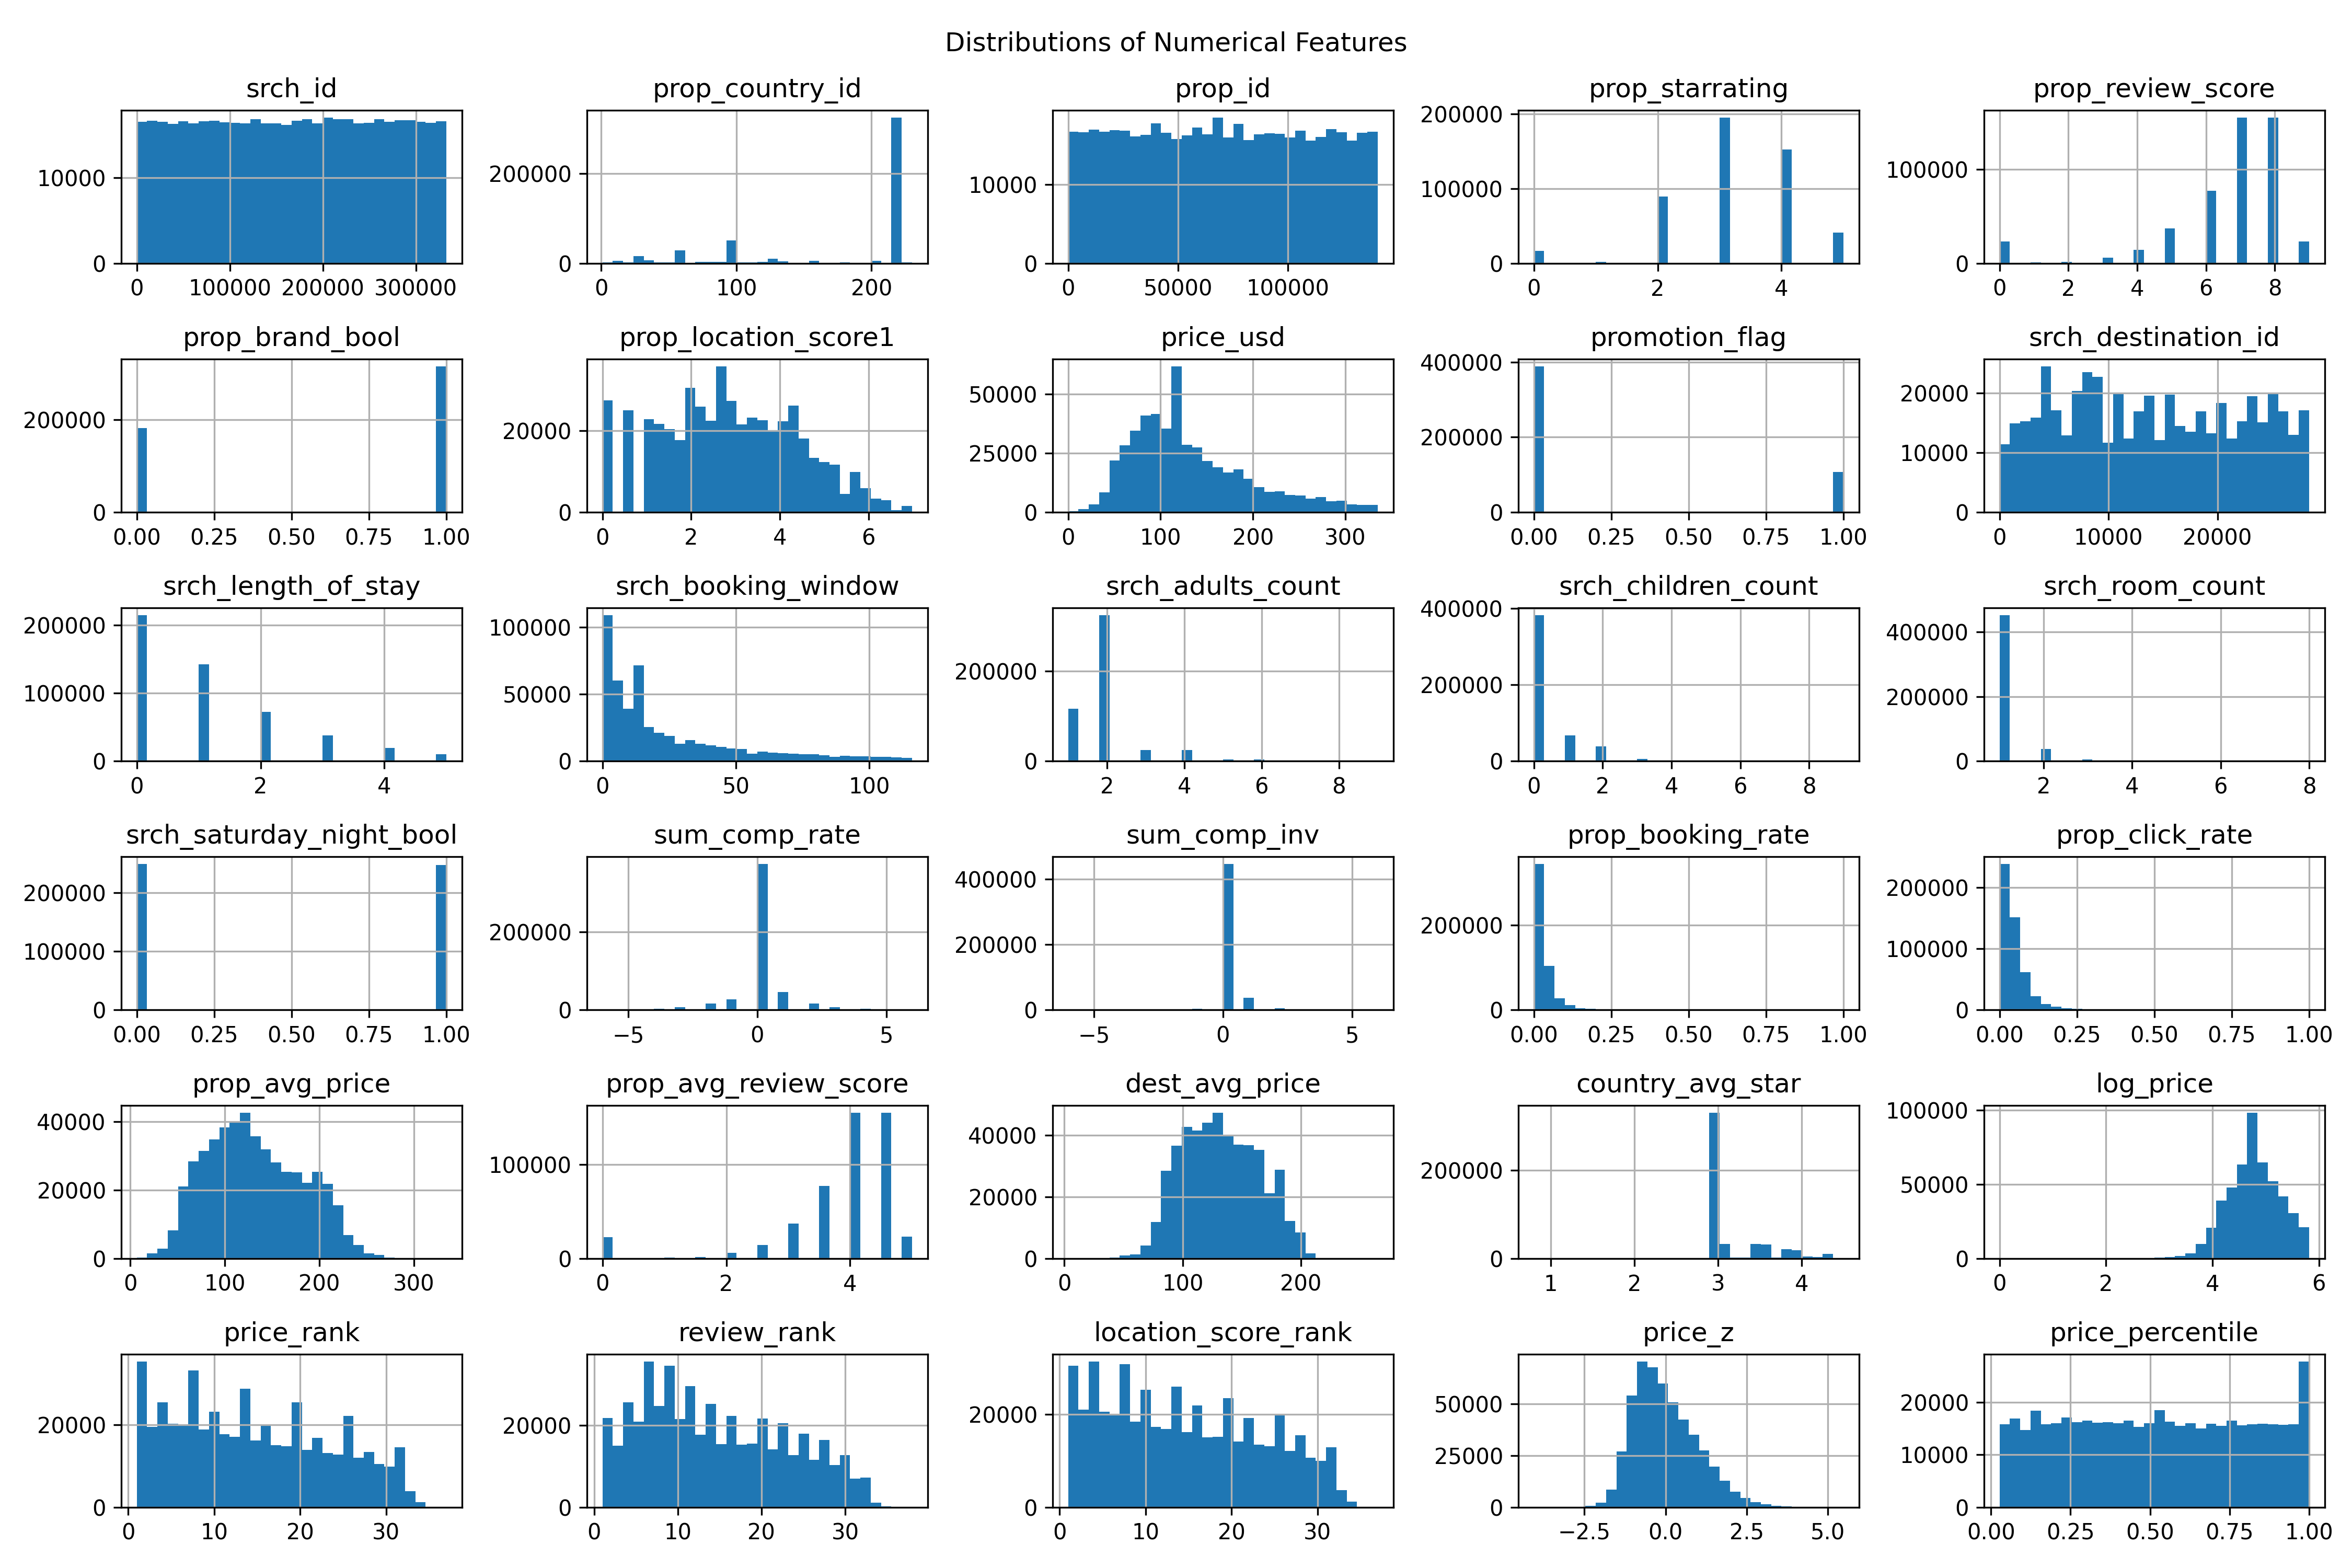 Distributions of Numerical Features
srch_id prop_country_id prop_id prop_starrating prop_review_score
10000 0 200000 0 10000 0 200000 100000 0 100000 0
0 100000 200000 300000 0 100 200 0 50000 100000 0 2 4 0 2 4 6 8
prop_brand_bool prop_location_score1 price_usd promotion_flag srch_destination_id
200000 0 20000 0 50000 25000 0 400000 200000 0 20000 10000 0
0.00 0.25 0.50 0.75 1.00 0 2 4 6 0 100 200 300 0.00 0.25 0.50 0.75 1.00 0 10000 20000
srch_length_of_stay srch_booking_window srch_adults_count srch_children_count srch_room_count
200000 100000 0 100000 50000 0 200000 0 400000 200000 0 400000 200000 0
0 2 4 0 50 100 2 4 6 8 0 2 4 6 8 2 4 6 8
srch_saturday_night_bool sum_comp_rate sum_comp_inv prop_booking_rate prop_click_rate
200000 100000 0 200000 0 400000 200000 0 200000 0 200000 100000 0
0.00 0.25 0.50 0.75 1.00 −5 0 5 −5 0 5 0.00 0.25 0.50 0.75 1.00 0.00 0.25 0.50 0.75 1.00
prop_avg_price prop_avg_review_score dest_avg_price country_avg_star log_price
40000 20000 0 100000 0 40000 20000 0 200000 0 100000 50000 0
0 100 200 300 0 2 4 0 100 200 1 2 3 4 0 2 4 6
price_rank review_rank location_score_rank price_z price_percentile
20000 0 20000 0 20000 0 50000 25000 0 20000 10000 0
0 10 20 30 0 10 20 30 0 10 20 30 −2.5 0.0 2.5 5.0 0.00 0.25 0.50 0.75 1.00